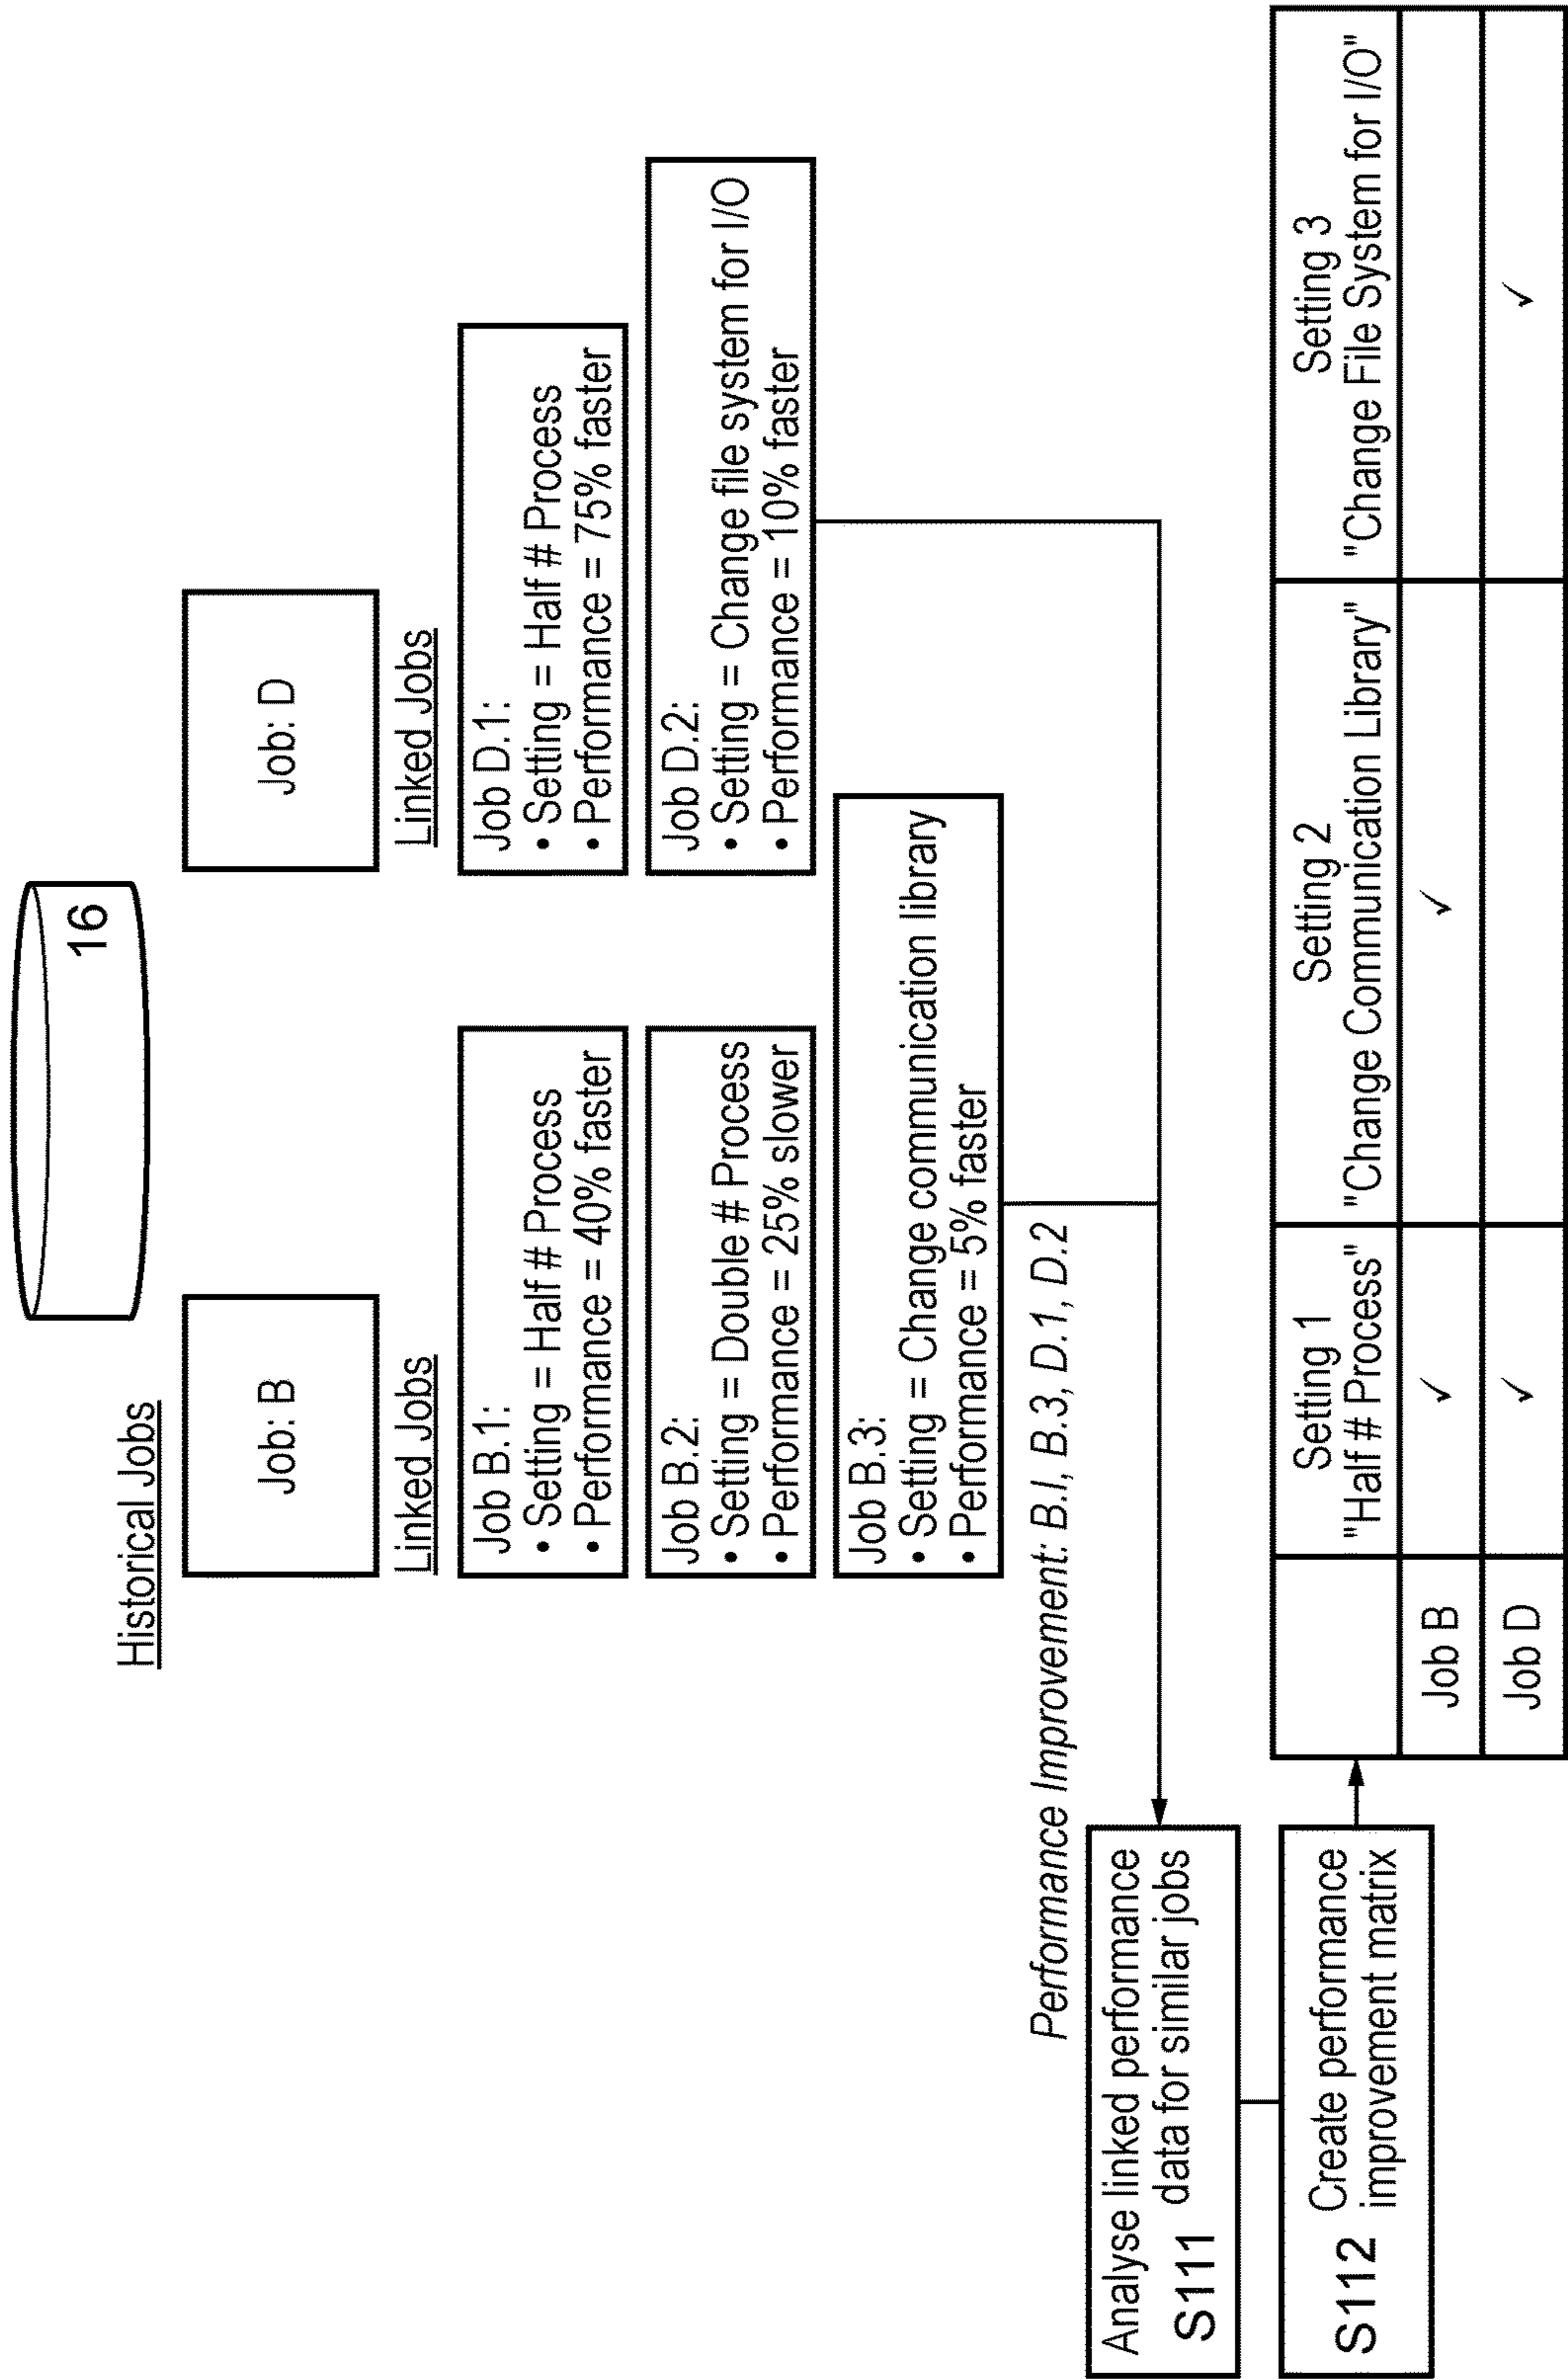 16
Historical Jobs
Job: B
Job: D
Linked Jobs
Linked Jobs
Job B.1:
• Setting = Half # Process
• Performance = 40% faster
Job D.1:
• Setting = Half # Process
• Performance = 75% faster
Job B.2:
• Setting = Double # Process
• Performance = 25% slower
Job D.2:
• Setting = Change file system for I/O
• Performance = 10% faster
Job B.3:
• Setting = Change communication library
• Performance = 5% faster
Performance Improvement: B.I, B.3, D.1, D.2
Analyse linked performance
S111 data for similar jobs
S112 Create performance
improvement matrix
Setting 1
"Half # Process"
Setting 2
"Change Communication Library"
Setting 3
"Change File System for I/O"
Job B ✓ ✓
Job D ✓ ✓